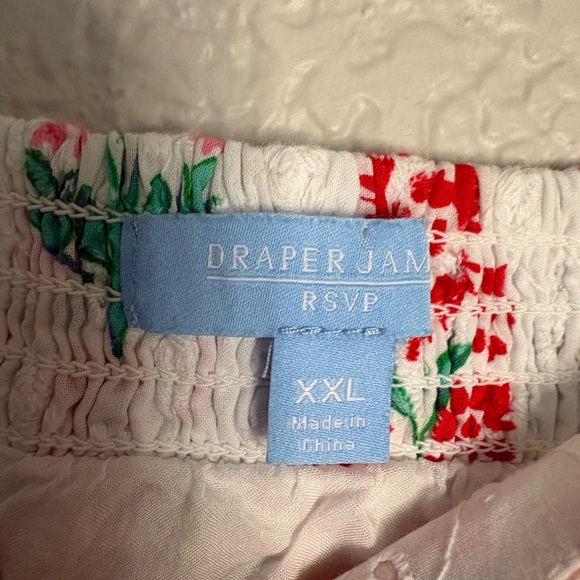 DRAPER JAM
RSVP
XXL
Made in
China